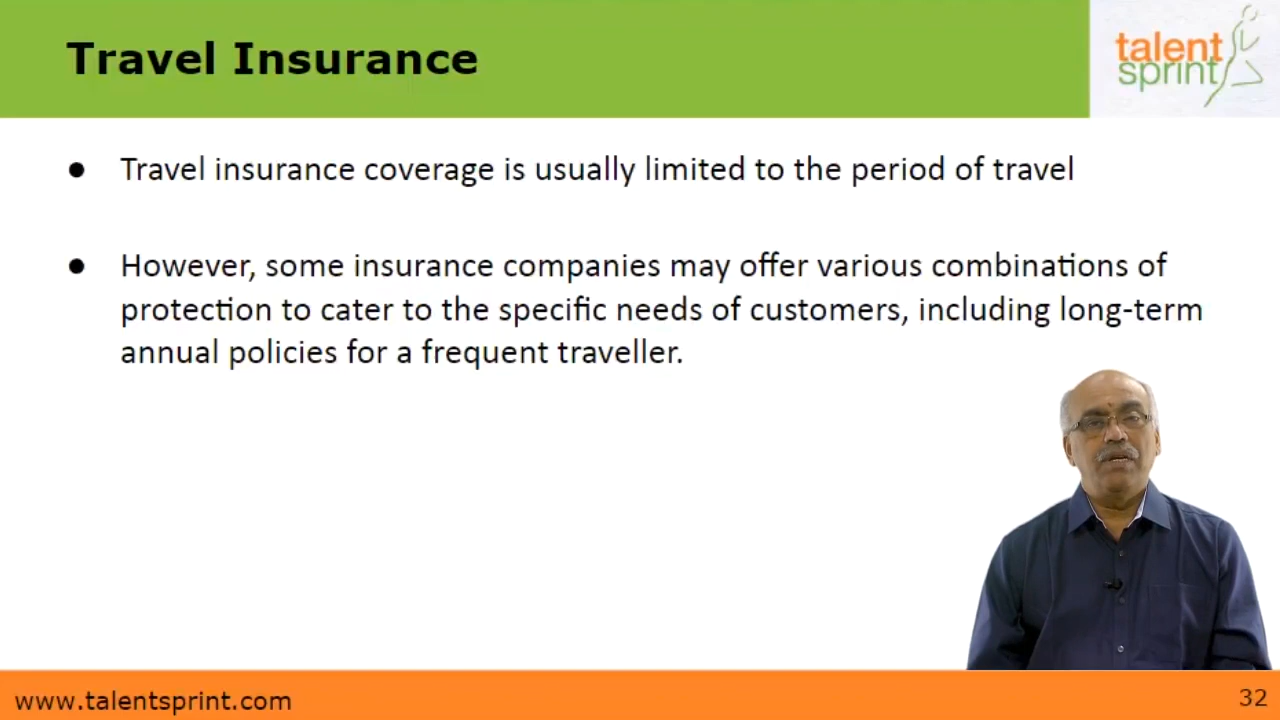 Travel Insurance
talent
sprint
● Travel insurance coverage is usually limited to the period of travel
● However, some insurance companies may offer various combinations of
protection to cater to the specific needs of customers, including long-term
annual policies for a frequent traveller.
www.talentsprint.com
32